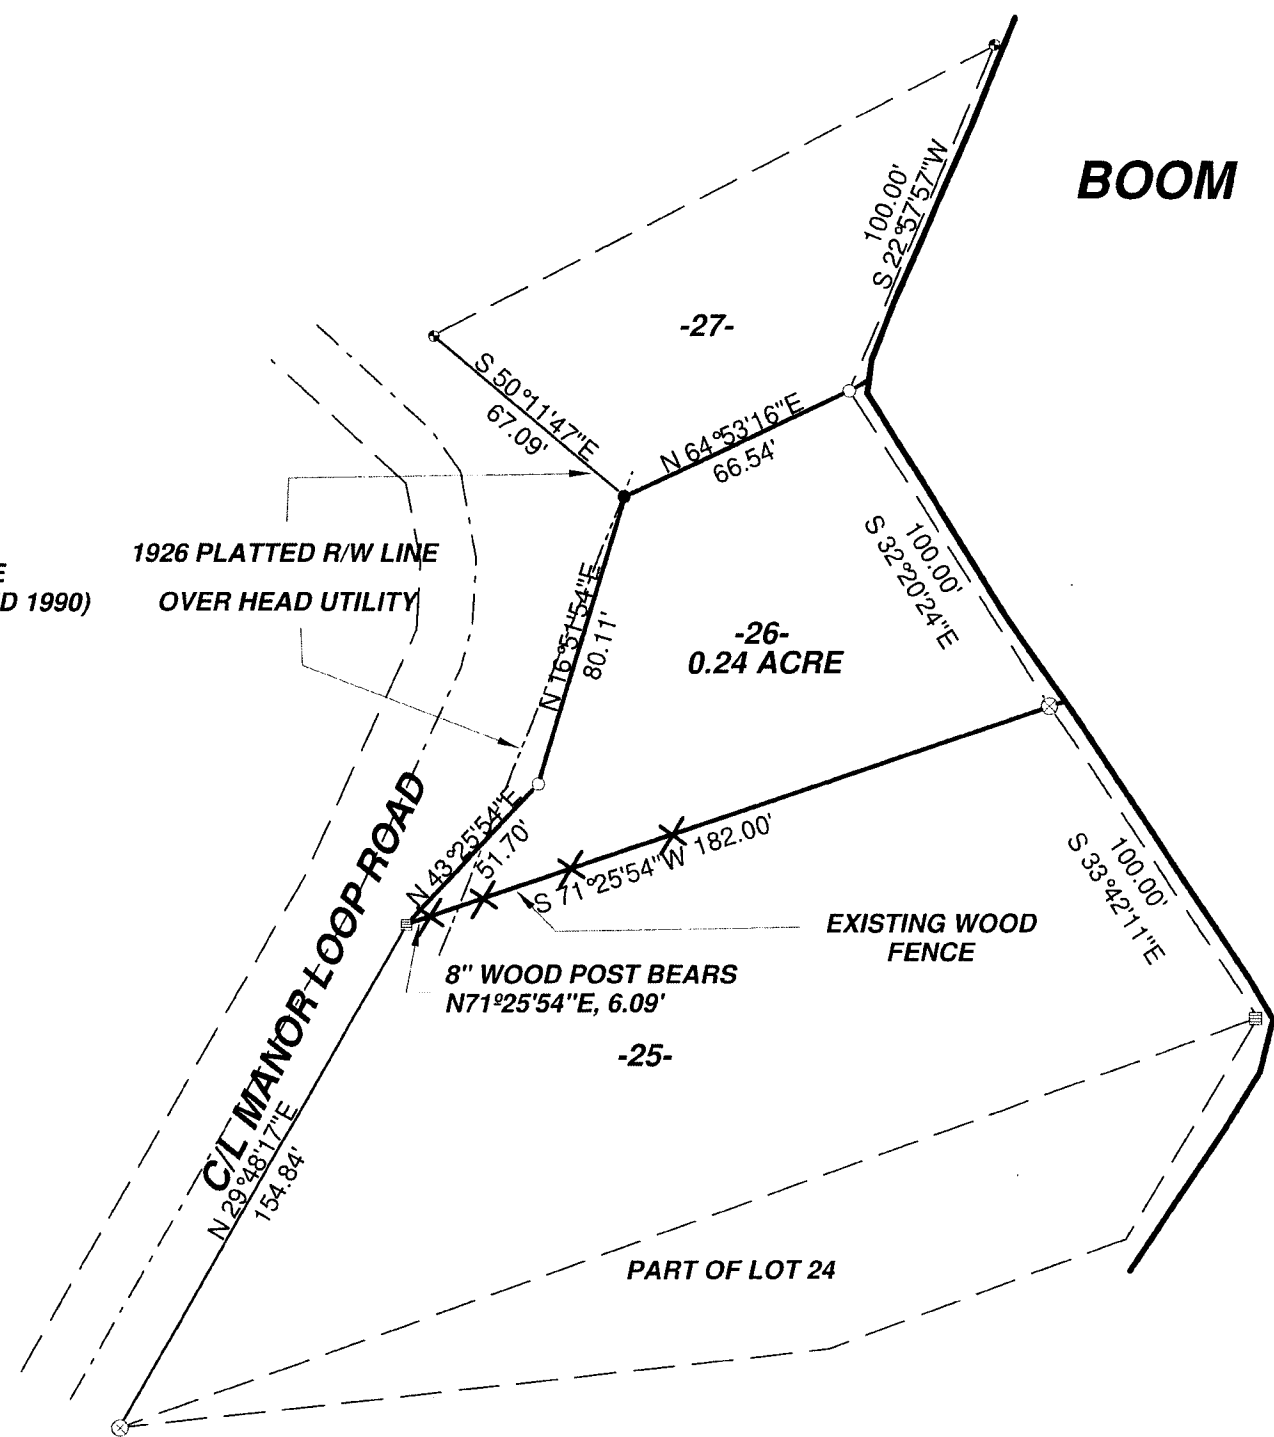 BOOM
100.00'
S 22°57'57"W
-27-
S 50°11'47"E
67.09'
N 64°53'16"E
66.54'
1926 PLATTED R/W LINE
E
D 1990)
OVER HEAD UTILITY
N 16°51'54"E
80.11'
100.00'
S 32°20'24"E
-26-
0.24 ACRE
N 43°25'54"E
51.70'
S 71°25'54"W 182.00'
100.00'
S 33°42'11"E
EXISTING WOOD
FENCE
8" WOOD POST BEARS
N71º25'54"E, 6.09'
-25-
C/L MANOR LOOP ROAD
N 29°48'17"E
154.84'
PART OF LOT 24